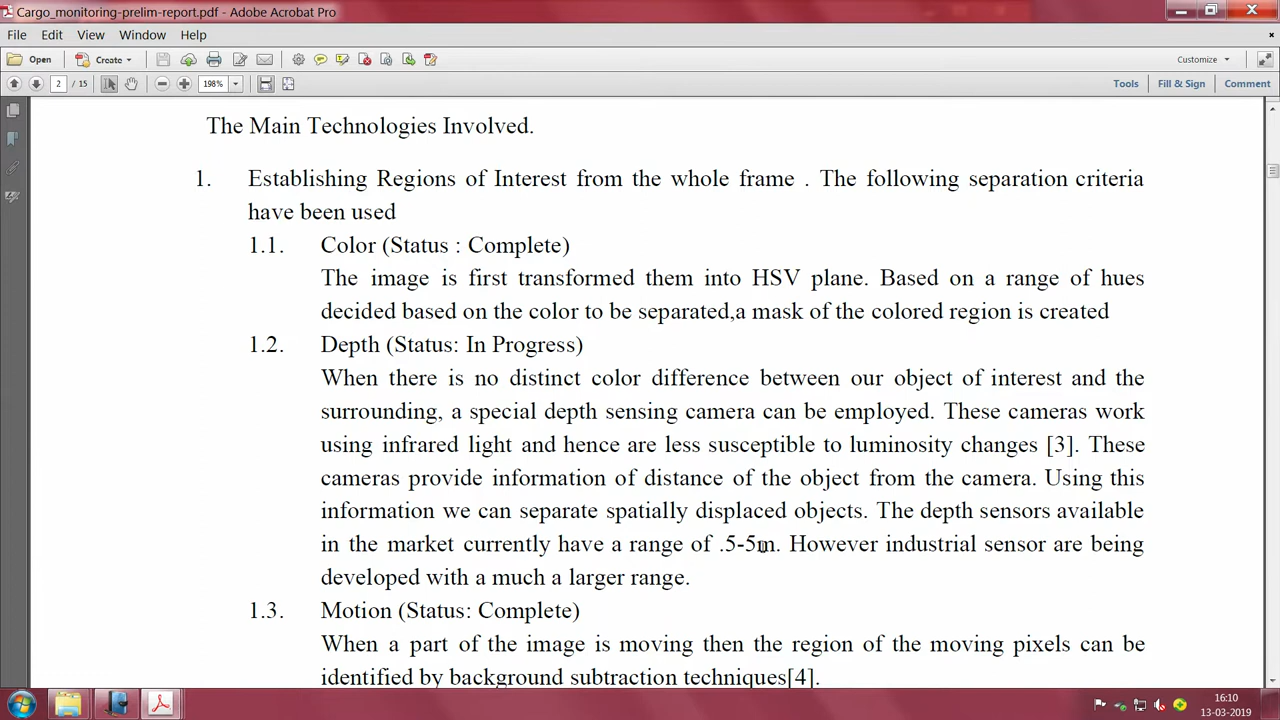 Cargo_monitoring-prelim-report.pdf - Adobe Acrobat Pro
File Edit View Window Help
Open Create Customize
2 / 15 198% Tools Fill & Sign Comment
The Main Technologies Involved.
1. Establishing Regions of Interest from the whole frame . The following separation criteria
have been used
1.1. Color (Status : Complete)
The image is first transformed them into HSV plane. Based on a range of hues
decided based on the color to be separated,a mask of the colored region is created
1.2. Depth (Status: In Progress)
When there is no distinct color difference between our object of interest and the
surrounding, a special depth sensing camera can be employed. These cameras work
using infrared light and hence are less susceptible to luminosity changes [3]. These
cameras provide information of distance of the object from the camera. Using this
information we can separate spatially displaced objects. The depth sensors available
in the market currently have a range of .5-5m. However industrial sensor are being
developed with a much a larger range.
1.3. Motion (Status: Complete)
When a part of the image is moving then the region of the moving pixels can be
identified by background subtraction techniques[4].
16:10
13-03-2019